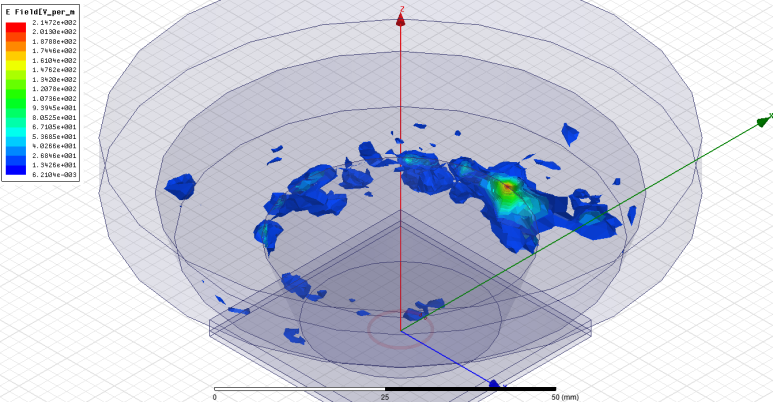 E Field[V_per_m
2.1472e+002
2.0130e+002
1.8788e+002
1.7446e+002
1.6104e+002
1.4762e+002
1.3420e+002
1.2078e+002
1.0736e+002
9.3945e+001
8.0525e+001
6.7105e+001
5.3685e+001
4.0266e+001
2.6846e+001
1.3426e+001
6.2104e-003
Z
0
25
50 (mm)